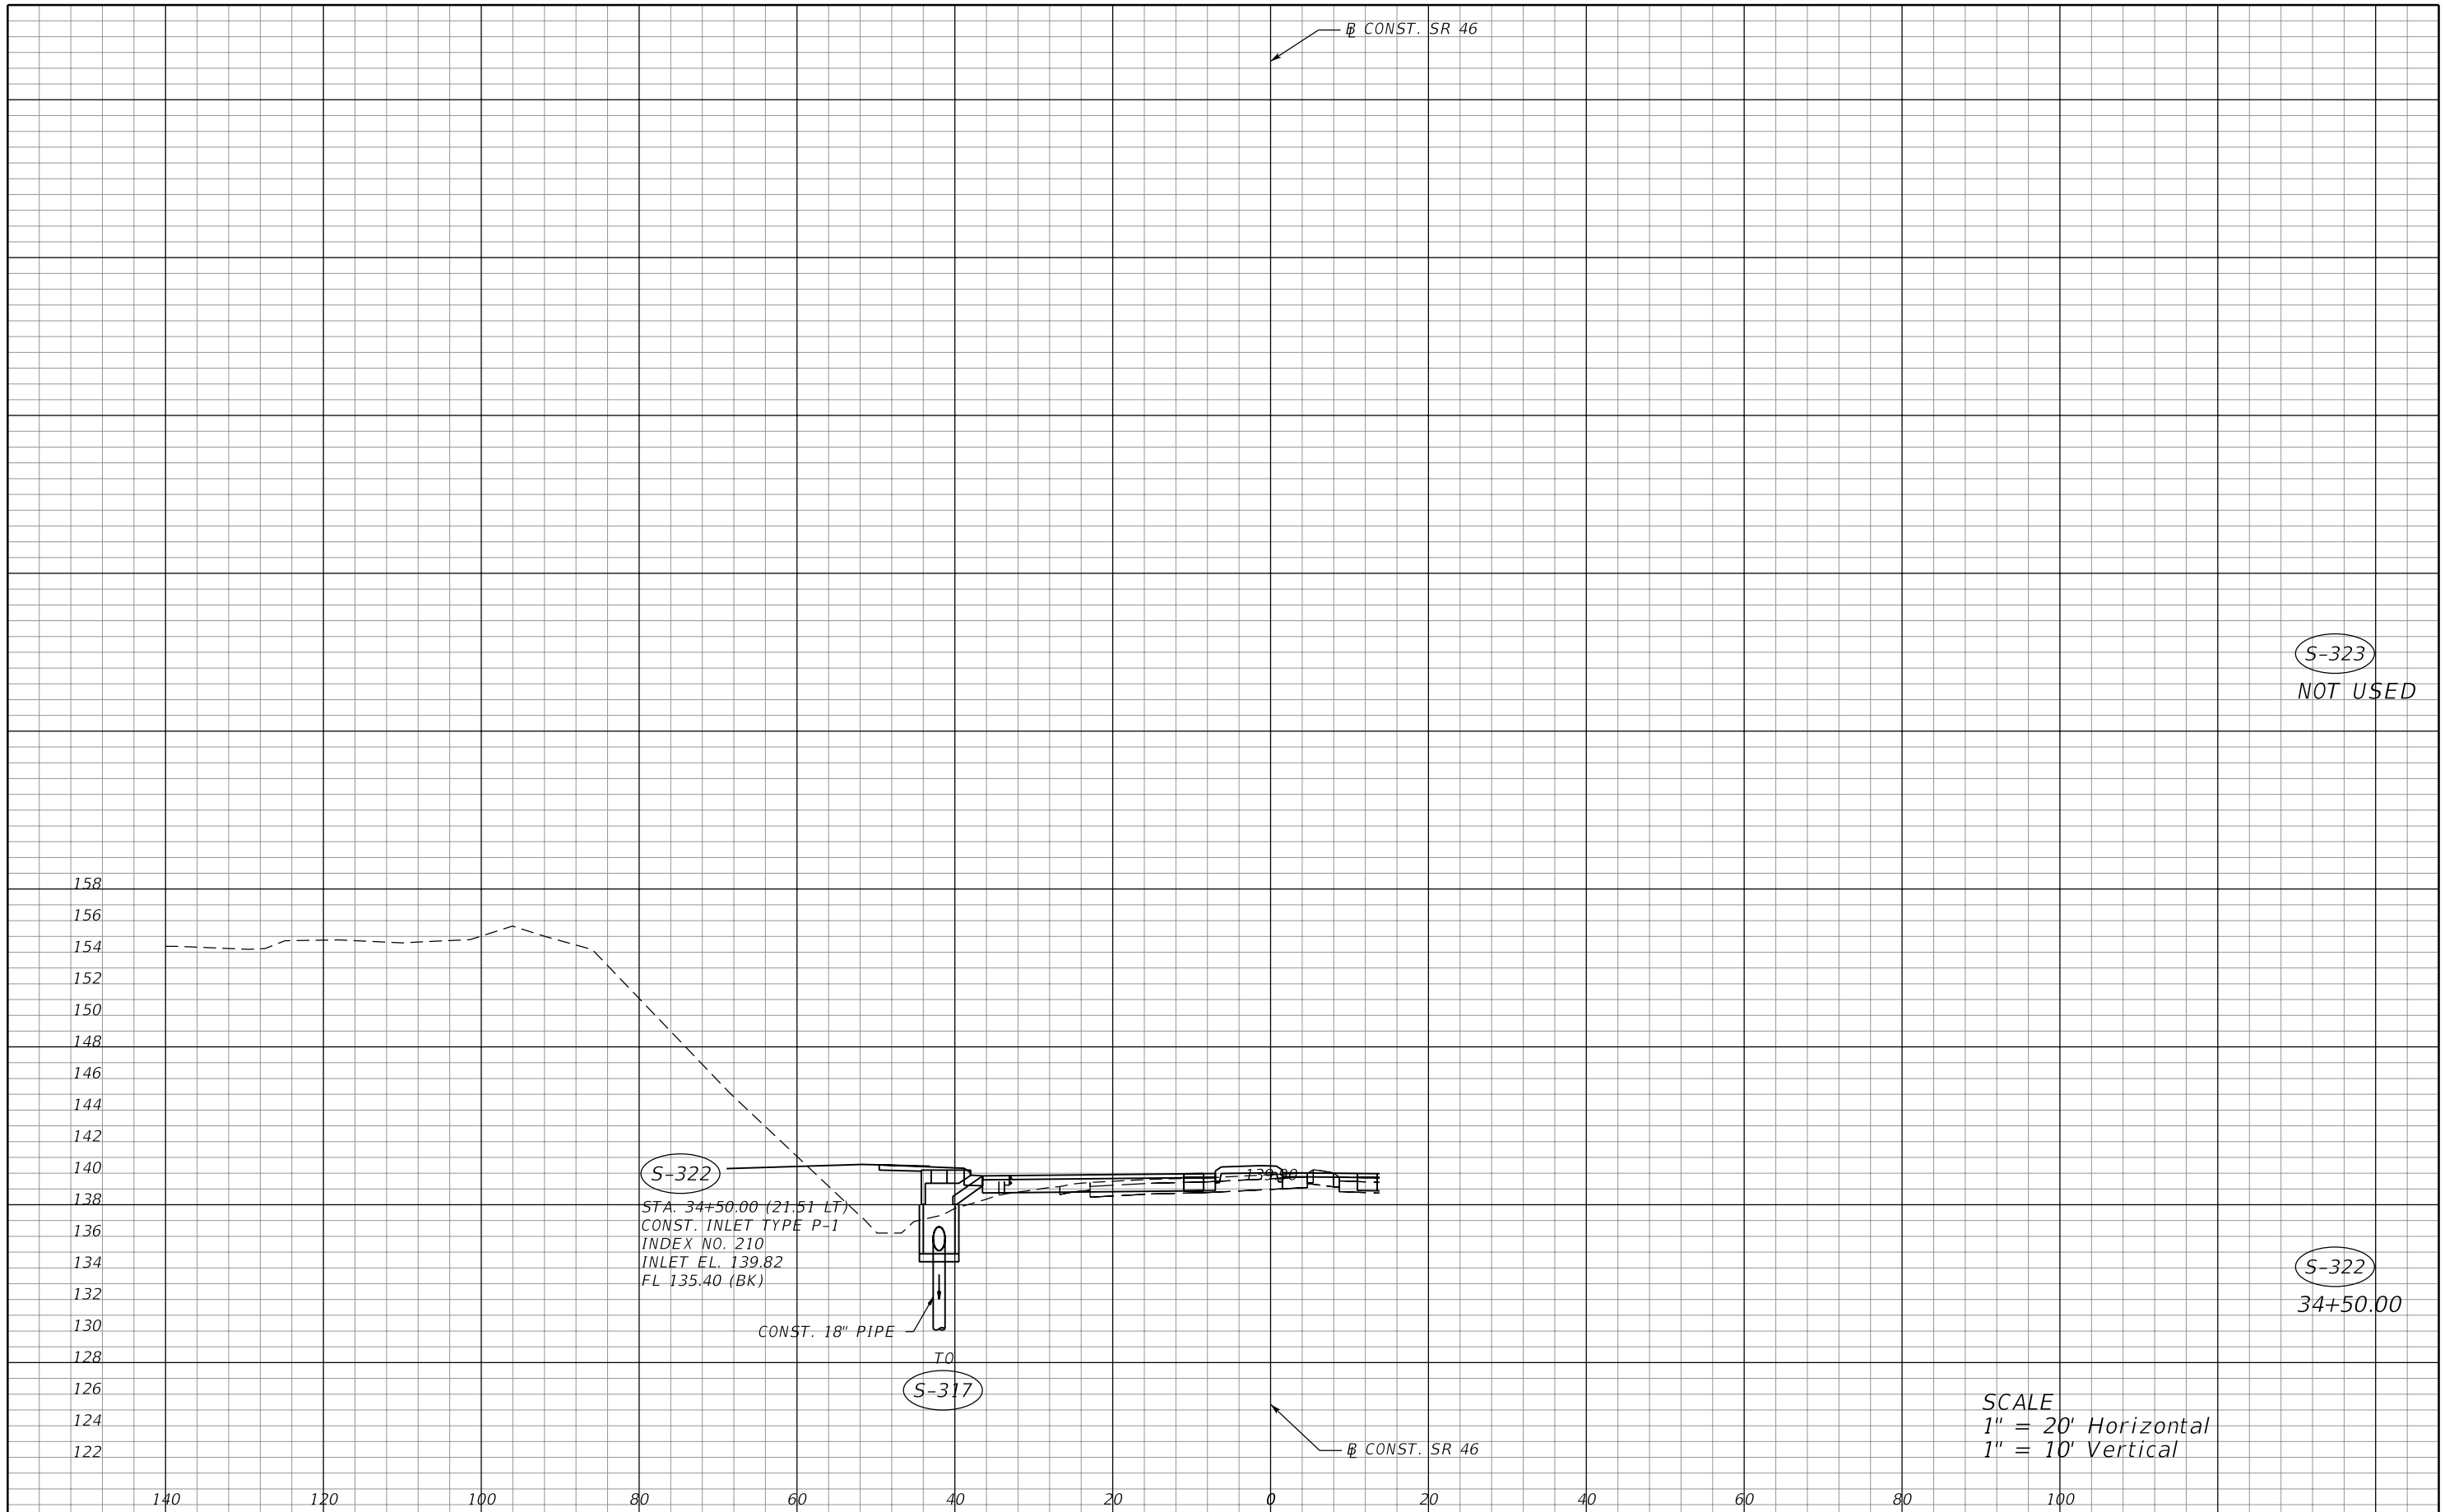 ℄ CONST. SR 46
S-323
NOT USED
158
156
154
152
150
148
146
144
142
140
138
136
134
132
130
128
126
124
122
S-322
STA. 34+50.00 (21.51 LT)
CONST. INLET TYPE P-1
INDEX NO. 210
INLET EL. 139.82
FL 135.40 (BK)
139.80
CONST. 18" PIPE
TO
S-317
S-322
34+50.00
℄ CONST. SR 46
SCALE
1" = 20' Horizontal
1" = 10' Vertical
140 120 100 80 60 40 20 0 20 40 60 80 100